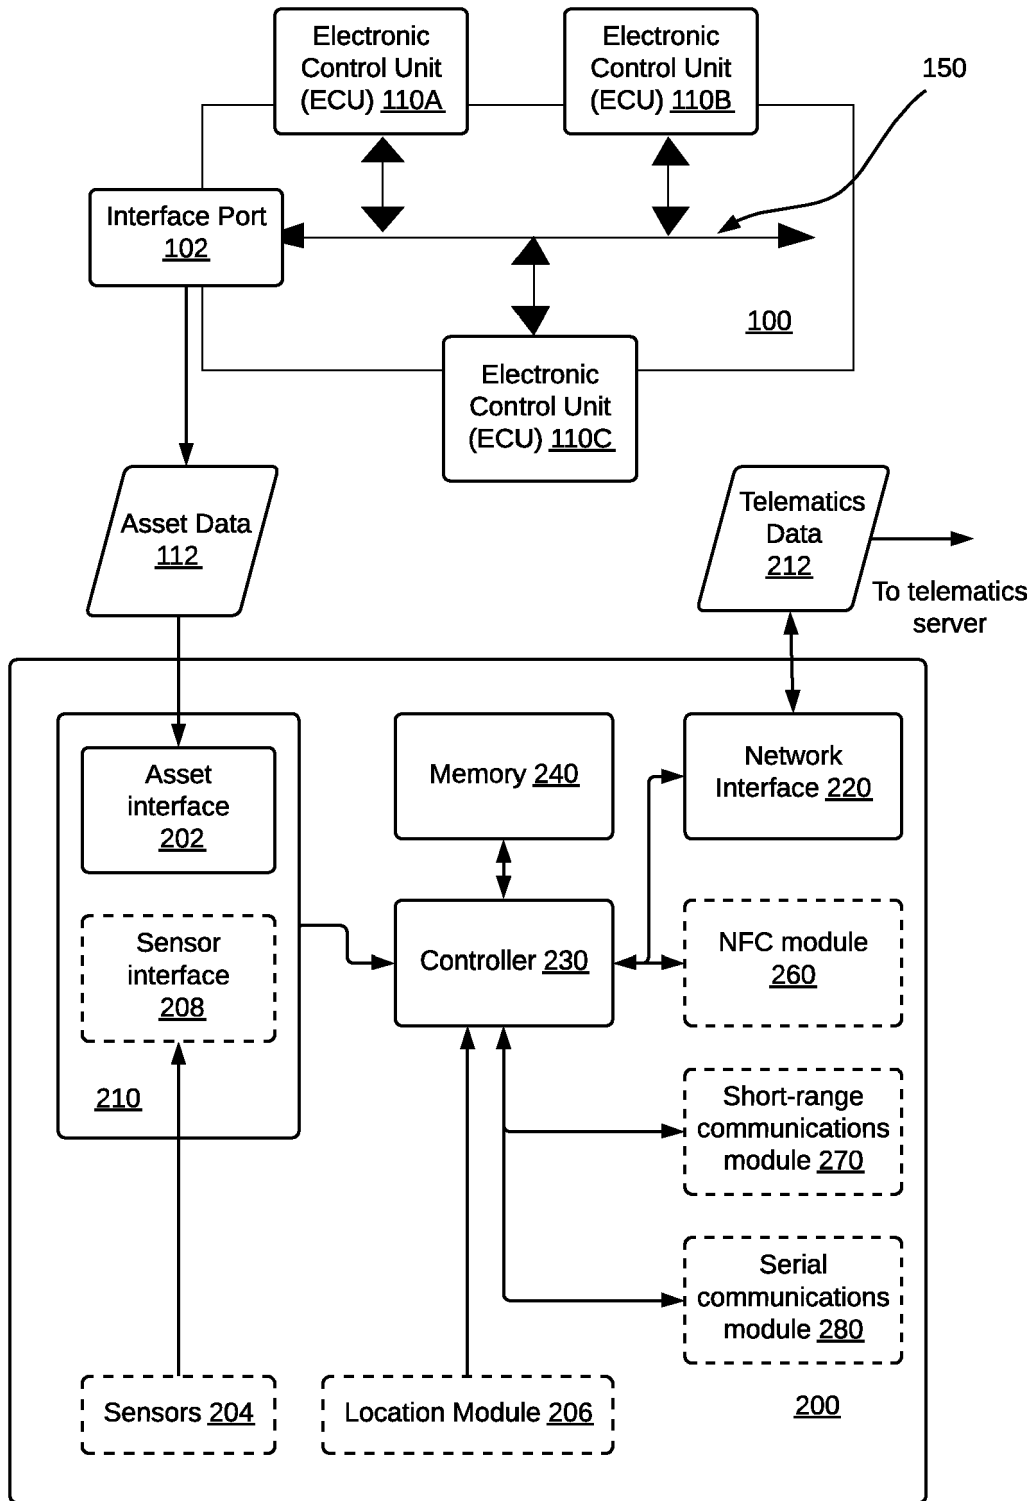 Electronic
Control Unit
(ECU) 110A
Electronic
Control Unit
(ECU) 110B
150
Interface Port
102
100
Electronic
Control Unit
(ECU) 110C
Asset Data
112
Telematics
Data
212
To telematics
server
Asset
interface
202
Memory 240
Network
Interface 220
Sensor
interface
208
Controller 230
NFC module
260
210
Short-range
communications
module 270
Serial
communications
module 280
Sensors 204
Location Module 206
200